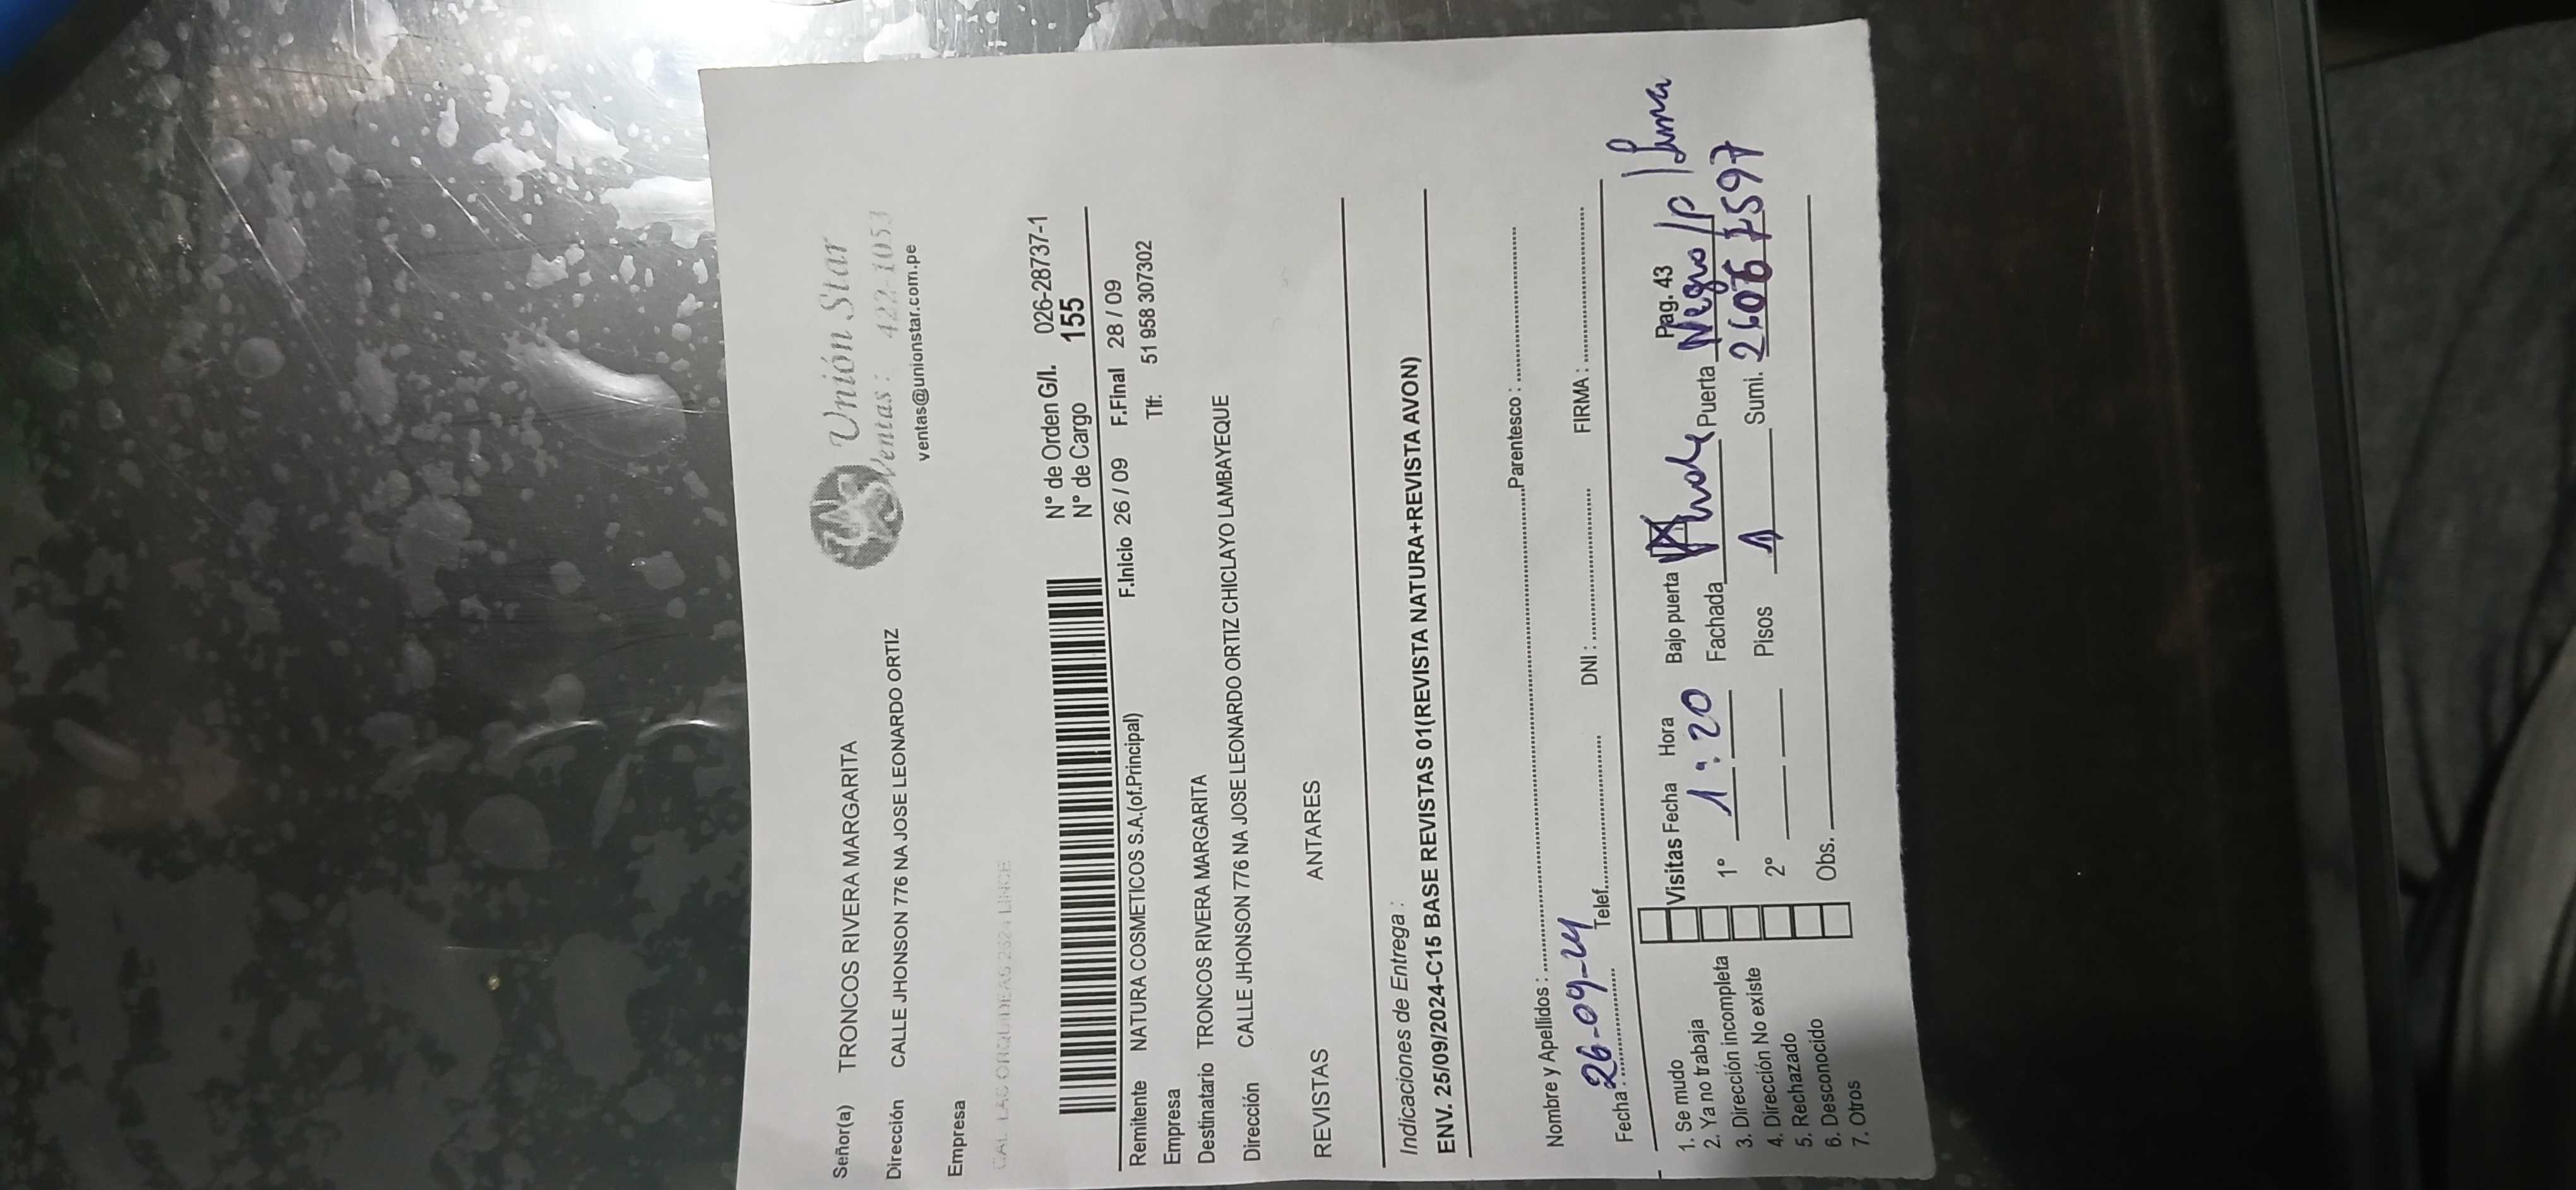 Señor(a) TRONCOS RIVERA MARGARITA
Unión Star
Ventas: 422-1053
Dirección CALLE JHONSON 776 NA JOSE LEONARDO ORTIZ
ventas@unionstar.com.pe
Empresa
CAL LAS ORQUIDEAS LINCE
N° de Orden G/I. 026-28737-1
N° de Cargo 155
Remitente NATURA COSMETICOS S.A.(of.Principal) F.Inicio 26 / 09 F.Final 28 / 09
Empresa Tlf: 51 958 307302
Destinatario TRONCOS RIVERA MARGARITA
Dirección CALLE JHONSON 776 NA JOSE LEONARDO ORTIZ CHICLAYO LAMBAYEQUE
REVISTAS ANTARES
Indicaciones de Entrega :
ENV. 25/09/2024-C15 BASE REVISTAS 01(REVISTA NATURA+REVISTA AVON)
Nombre y Apellidos : Parentesco :
Fecha : 26-09-24 Telef. DNI : FIRMA :
Visitas Fecha Hora Bajo puerta Pag. 43
1. Se mudo
2. Ya no trabaja 1° 1:20 Fachada Puerta Negro /p
3. Dirección incompleta
4. Dirección No existe 2° Pisos 1 Sumi.
5. Rechazado
6. Desconocido Obs.
7. Otros